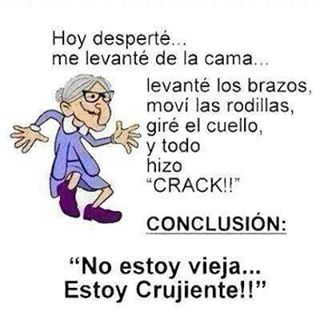 Hoy desperté...
me levanté de la cama...
levanté los brazos,
moví las rodillas,
giré el cuello,
y todo
hizo
“CRACK!!”
CONCLUSIÓN:
“No estoy vieja...
Estoy Crujiente!!”